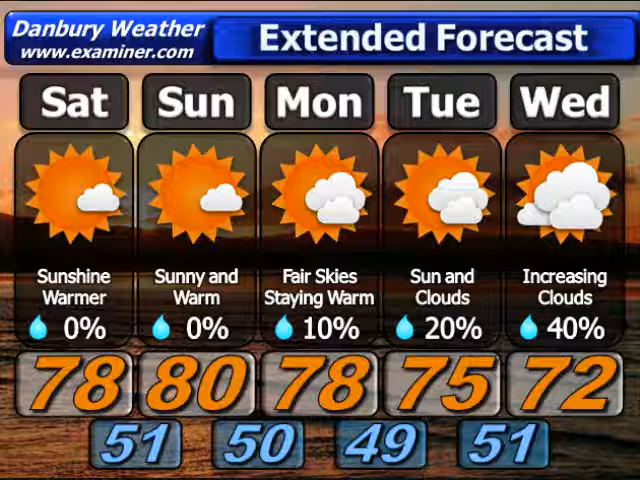 Danbury Weather
www.examiner.com
Extended Forecast
Sat
Sun
Mon
Tue
Wed
Sunshine
Warmer
Sunny and
Warm
Fair Skies
Staying Warm
Sun and
Clouds
Increasing
Clouds
0%
0%
10%
20%
40%
78
80
78
75
72
51
50
49
51